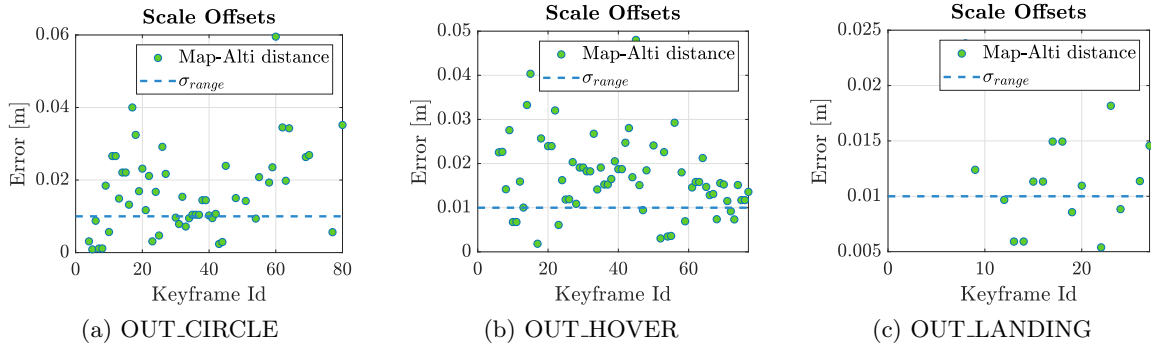 Scale Offsets
0.06
0.04
0.02
0
Error [m]
Map-Alti distance
σrange
0 20 40 60 80
Keyframe Id
(a) OUT_CIRCLE
Scale Offsets
0.05
0.04
0.03
0.02
0.01
0
Error [m]
Map-Alti distance
σrange
0 20 40 60
Keyframe Id
(b) OUT_HOVER
Scale Offsets
0.025
0.02
0.015
0.01
0.005
Error [m]
Map-Alti distance
σrange
0 10 20
Keyframe Id
(c) OUT_LANDING